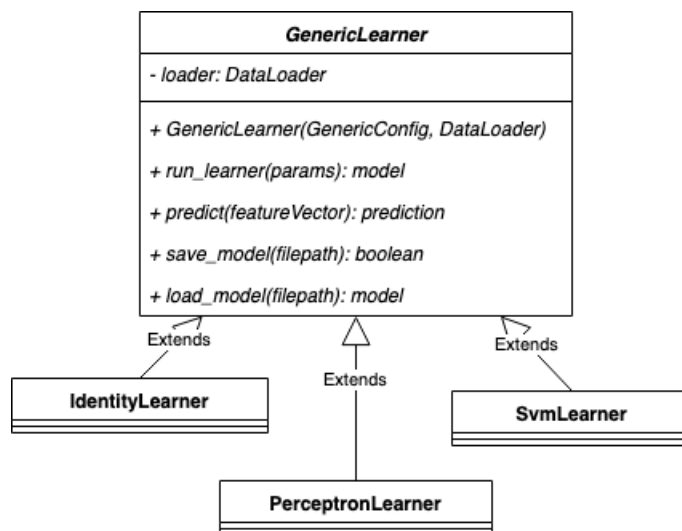 GenericLearner
- loader: DataLoader
+ GenericLearner(GenericConfig, DataLoader)
+ run_learner(params): model
+ predict(featureVector): prediction
+ save_model(filepath): boolean
+ load_model(filepath): model
Extends
Extends
Extends
IdentityLearner
SvmLearner
PerceptronLearner